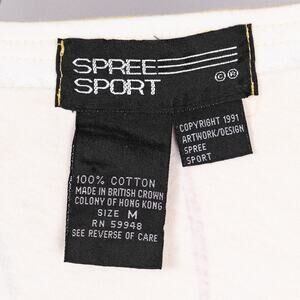 SPREE
SPORT
© ®
COPYRIGHT 1991
ARTWORK/DESIGN
SPREE
SPORT
100% COTTON
MADE IN BRITISH CROWN
COLONY OF HONG KONG
SIZE M
RN 59948
SEE REVERSE OF CARE